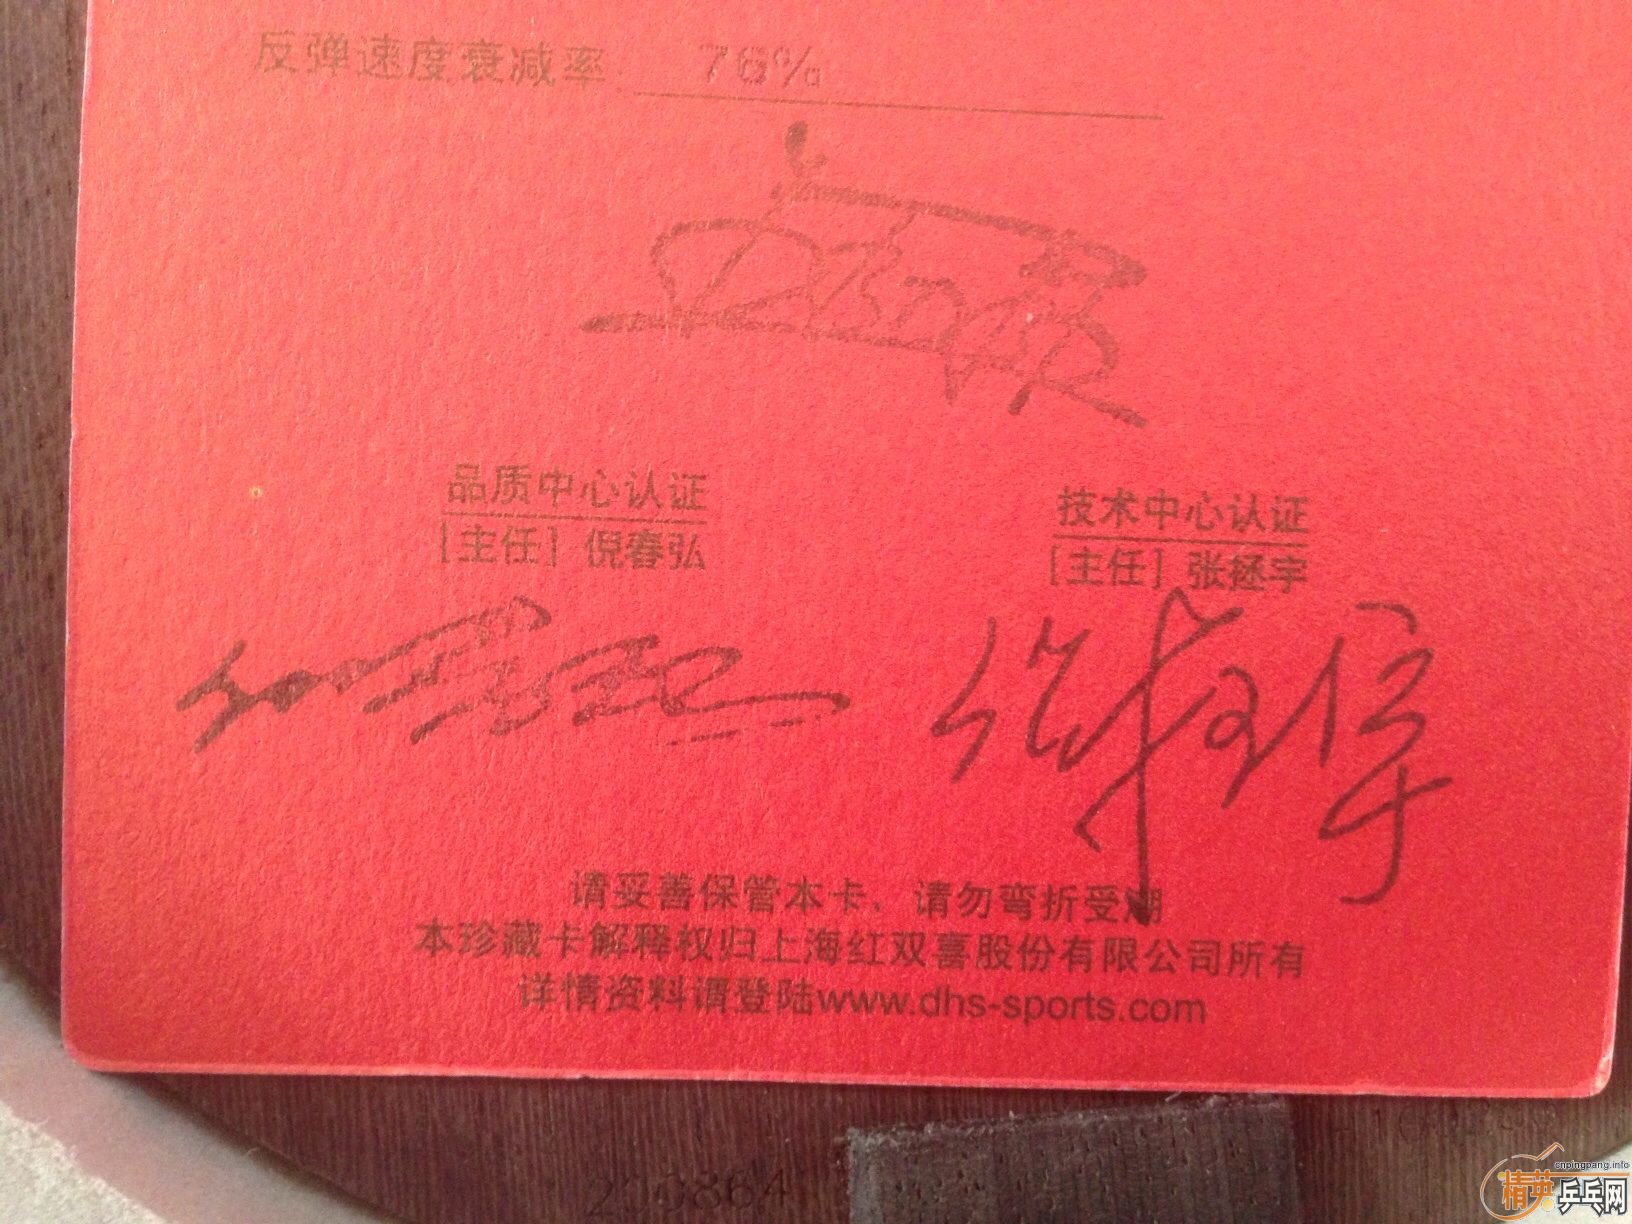 反弹速度衰减率 76%
品质中心认证
[主任] 倪春弘
技术中心认证
[主任] 张拯宇
请妥善保管本卡，请勿弯折受潮
本珍藏卡解释权归上海红双喜股份有限公司所有
详情资料请登陆www.dhs-sports.com
cnpingpang.info
精英乒乓网